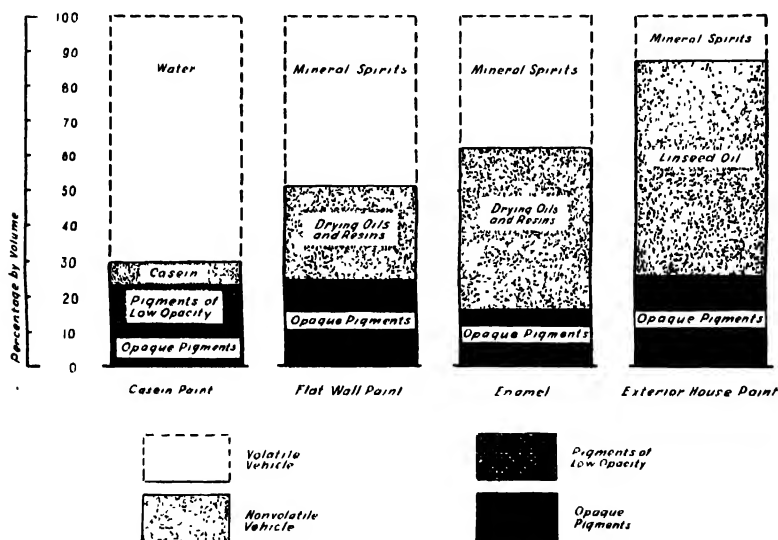 Percentage by Volume
100
90
80
70
60
50
40
30
20
10
0
Water
Casein
Pigments of
Low Opacity
Opaque Pigments
Casein Paint
Mineral Spirits
Drying Oils
and Resins
Opaque Pigments
Flat Wall Paint
Mineral Spirits
Drying Oils
and Resins
Opaque Pigments
Enamel
Mineral Spirits
Linseed Oil
Opaque Pigments
Exterior House Paint
Volatile
Vehicle
Nonvolatile
Vehicle
Pigments of
Low Opacity
Opaque
Pigments